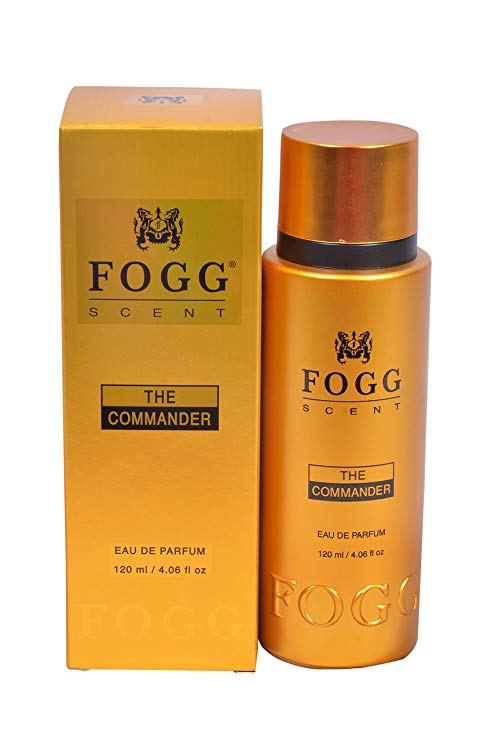 FOGG®
SCENT
THE
COMMANDER
EAU DE PARFUM
120 ml / 4.06 fl oz
FOGG
FOGG
SCENT
THE
COMMANDER
EAU DE PARFUM
120 ml / 4.06 fl oz
FOGG